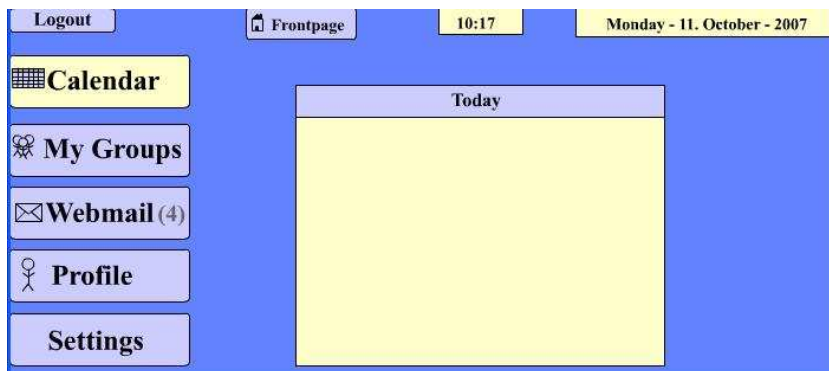 Logout
Frontpage
10:17
Monday - 11. October - 2007
Calendar
Today
My Groups
Webmail (4)
Profile
Settings